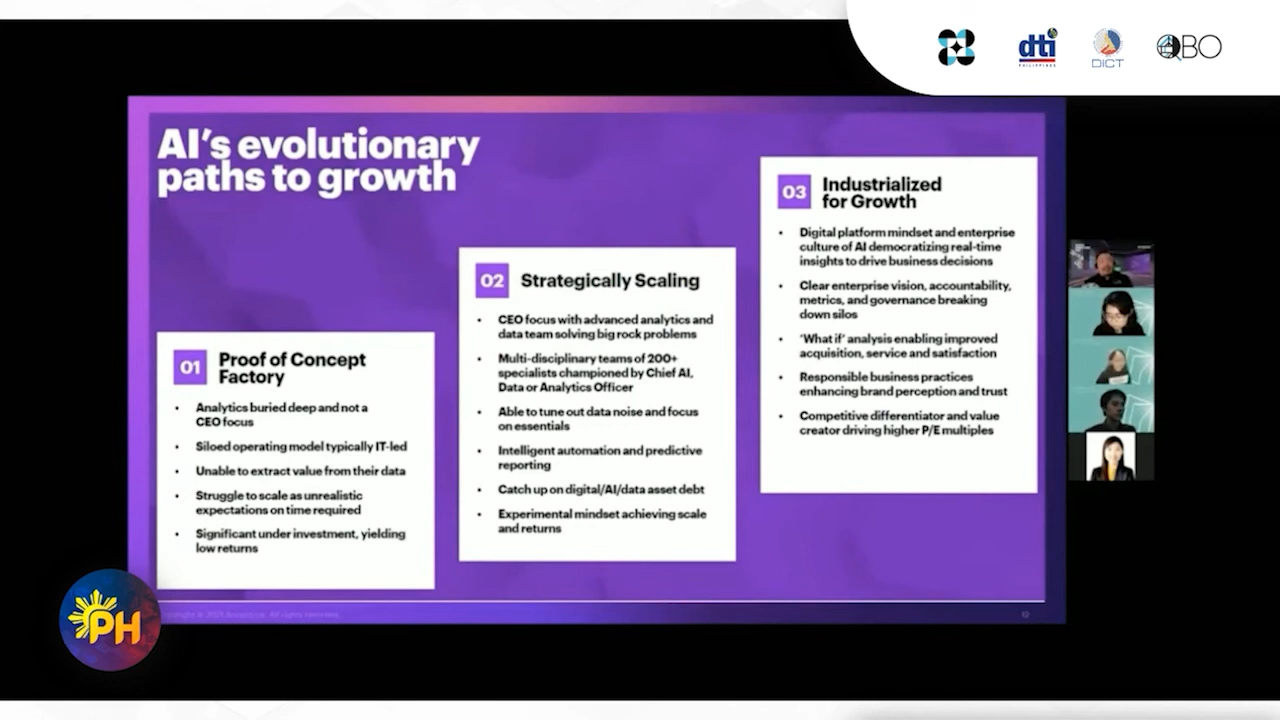 dti
PHILIPPINES
DICT
QBO
AI's evolutionary
paths to growth
01
Proof of Concept
Factory
• Analytics buried deep and not a
CEO focus
• Siloed operating model typically IT-led
• Unable to extract value from their data
• Struggle to scale as unrealistic
expectations on time required
• Significant under investment, yielding
low returns
02
Strategically Scaling
• CEO focus with advanced analytics and
data team solving big rock problems
• Multi-disciplinary teams of 200+
specialists championed by Chief AI,
Data or Analytics Officer
• Able to tune out data noise and focus
on essentials
• Intelligent automation and predictive
reporting
• Catch up on digital/AI/data asset debt
• Experimental mindset achieving scale
and returns
03
Industrialized
for Growth
• Digital platform mindset and enterprise
culture of AI democratizing real-time
insights to drive business decisions
• Clear enterprise vision, accountability,
metrics, and governance breaking
down silos
• 'What if' analysis enabling improved
acquisition, service and satisfaction
• Responsible business practices
enhancing brand perception and trust
• Competitive differentiator and value
creator driving higher P/E multiples
PH